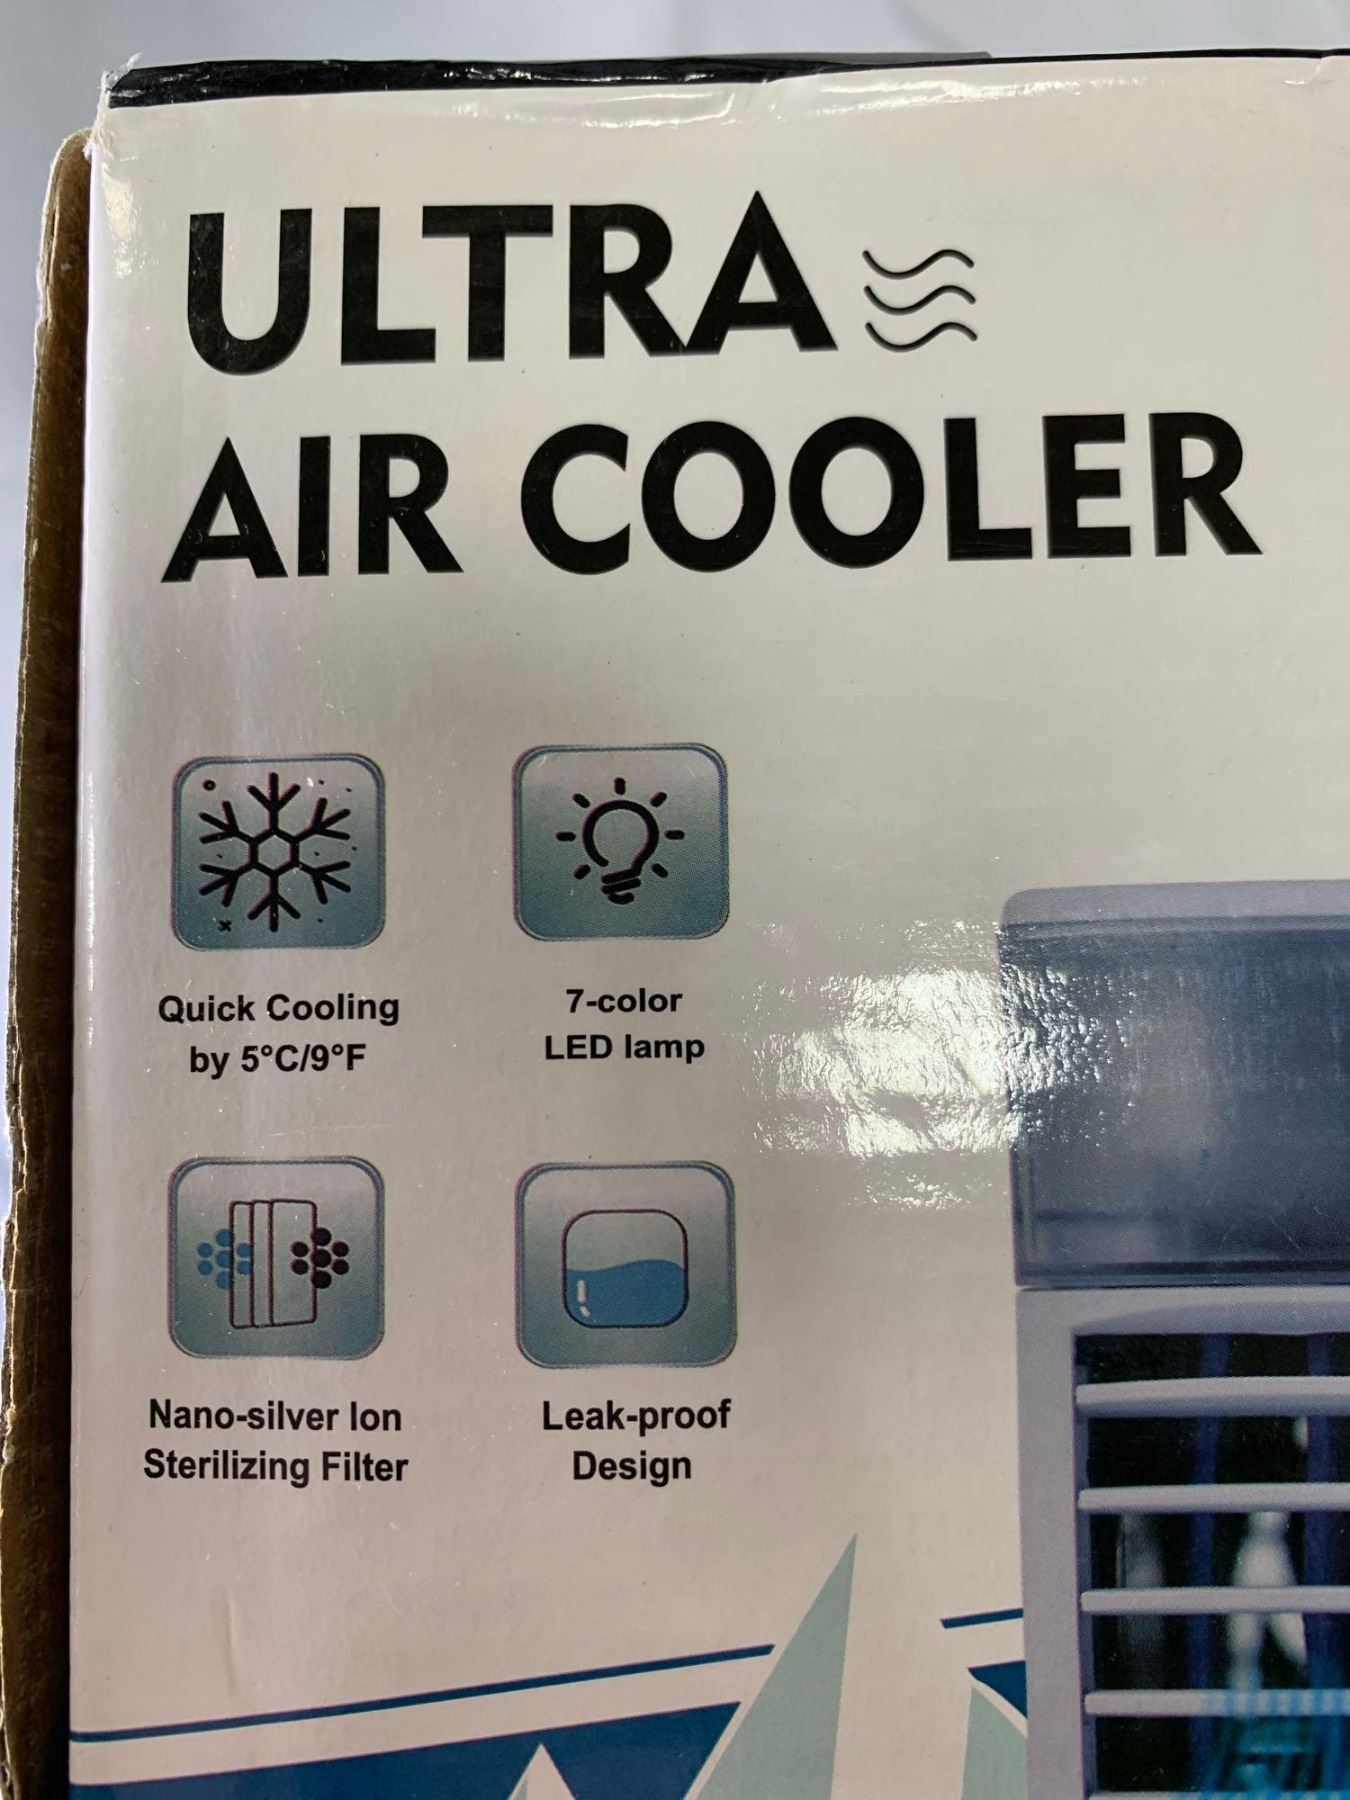 ULTRA
AIR COOLER
Quick Cooling
by 5°C/9°F
7-color
LED lamp
Nano-silver Ion
Sterilizing Filter
Leak-proof
Design